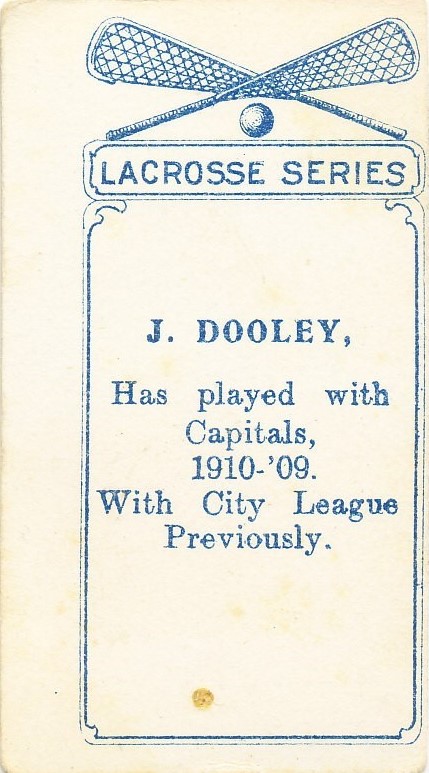 LACROSSE SERIES
J. DOOLEY,
Has played with
Capitals,
1910-'09.
With City League
Previously.